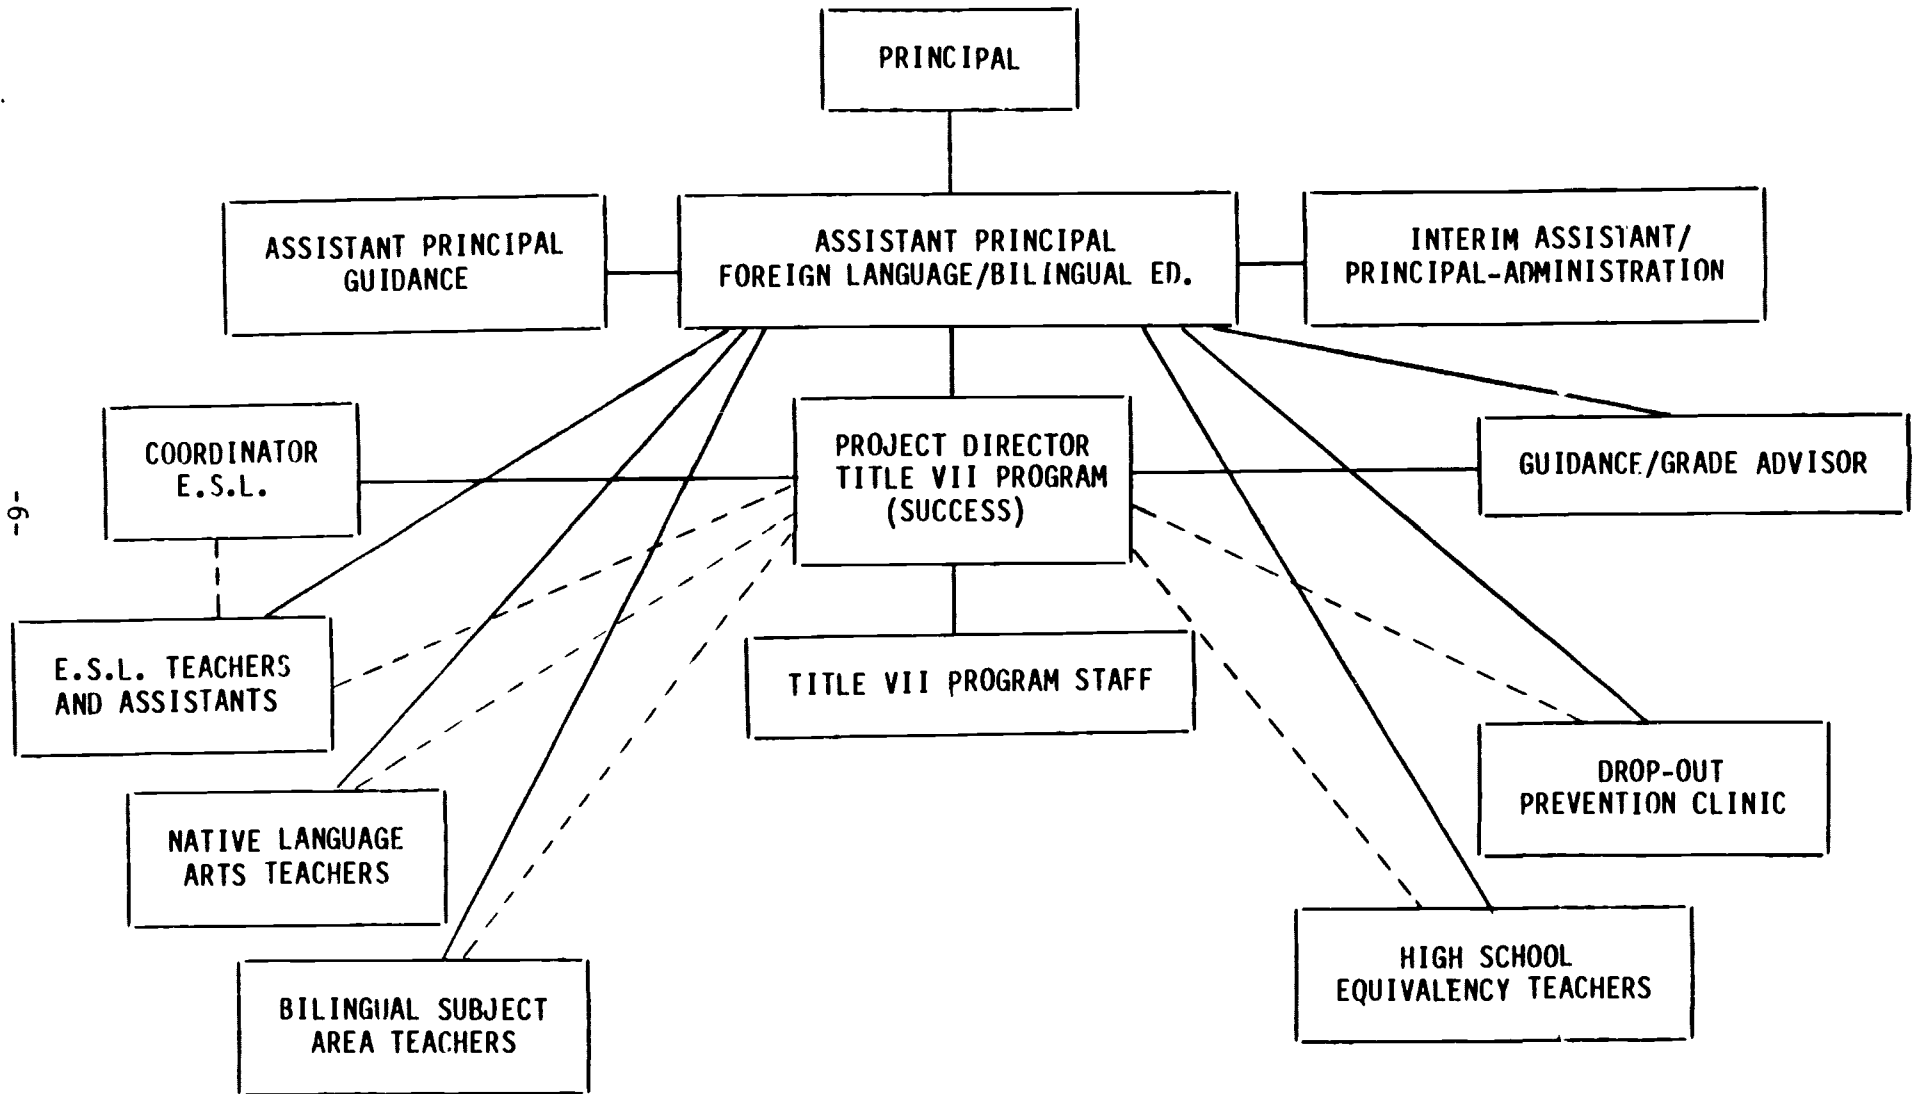 PRINCIPAL
ASSISTANT PRINCIPAL
GUIDANCE
ASSISTANT PRINCIPAL
FOREIGN LANGUAGE/BILINGUAL ED.
INTERIM ASSISTANT/
PRINCIPAL-ADMINISTRATION
COORDINATOR
E.S.L.
PROJECT DIRECTOR
TITLE VII PROGRAM
(SUCCESS)
GUIDANCE/GRADE ADVISOR
-9-
E.S.L. TEACHERS
AND ASSISTANTS
TITLE VII PROGRAM STAFF
DROP-OUT
PREVENTION CLINIC
NATIVE LANGUAGE
ARTS TEACHERS
HIGH SCHOOL
EQUIVALENCY TEACHERS
BILINGUAL SUBJECT
AREA TEACHERS